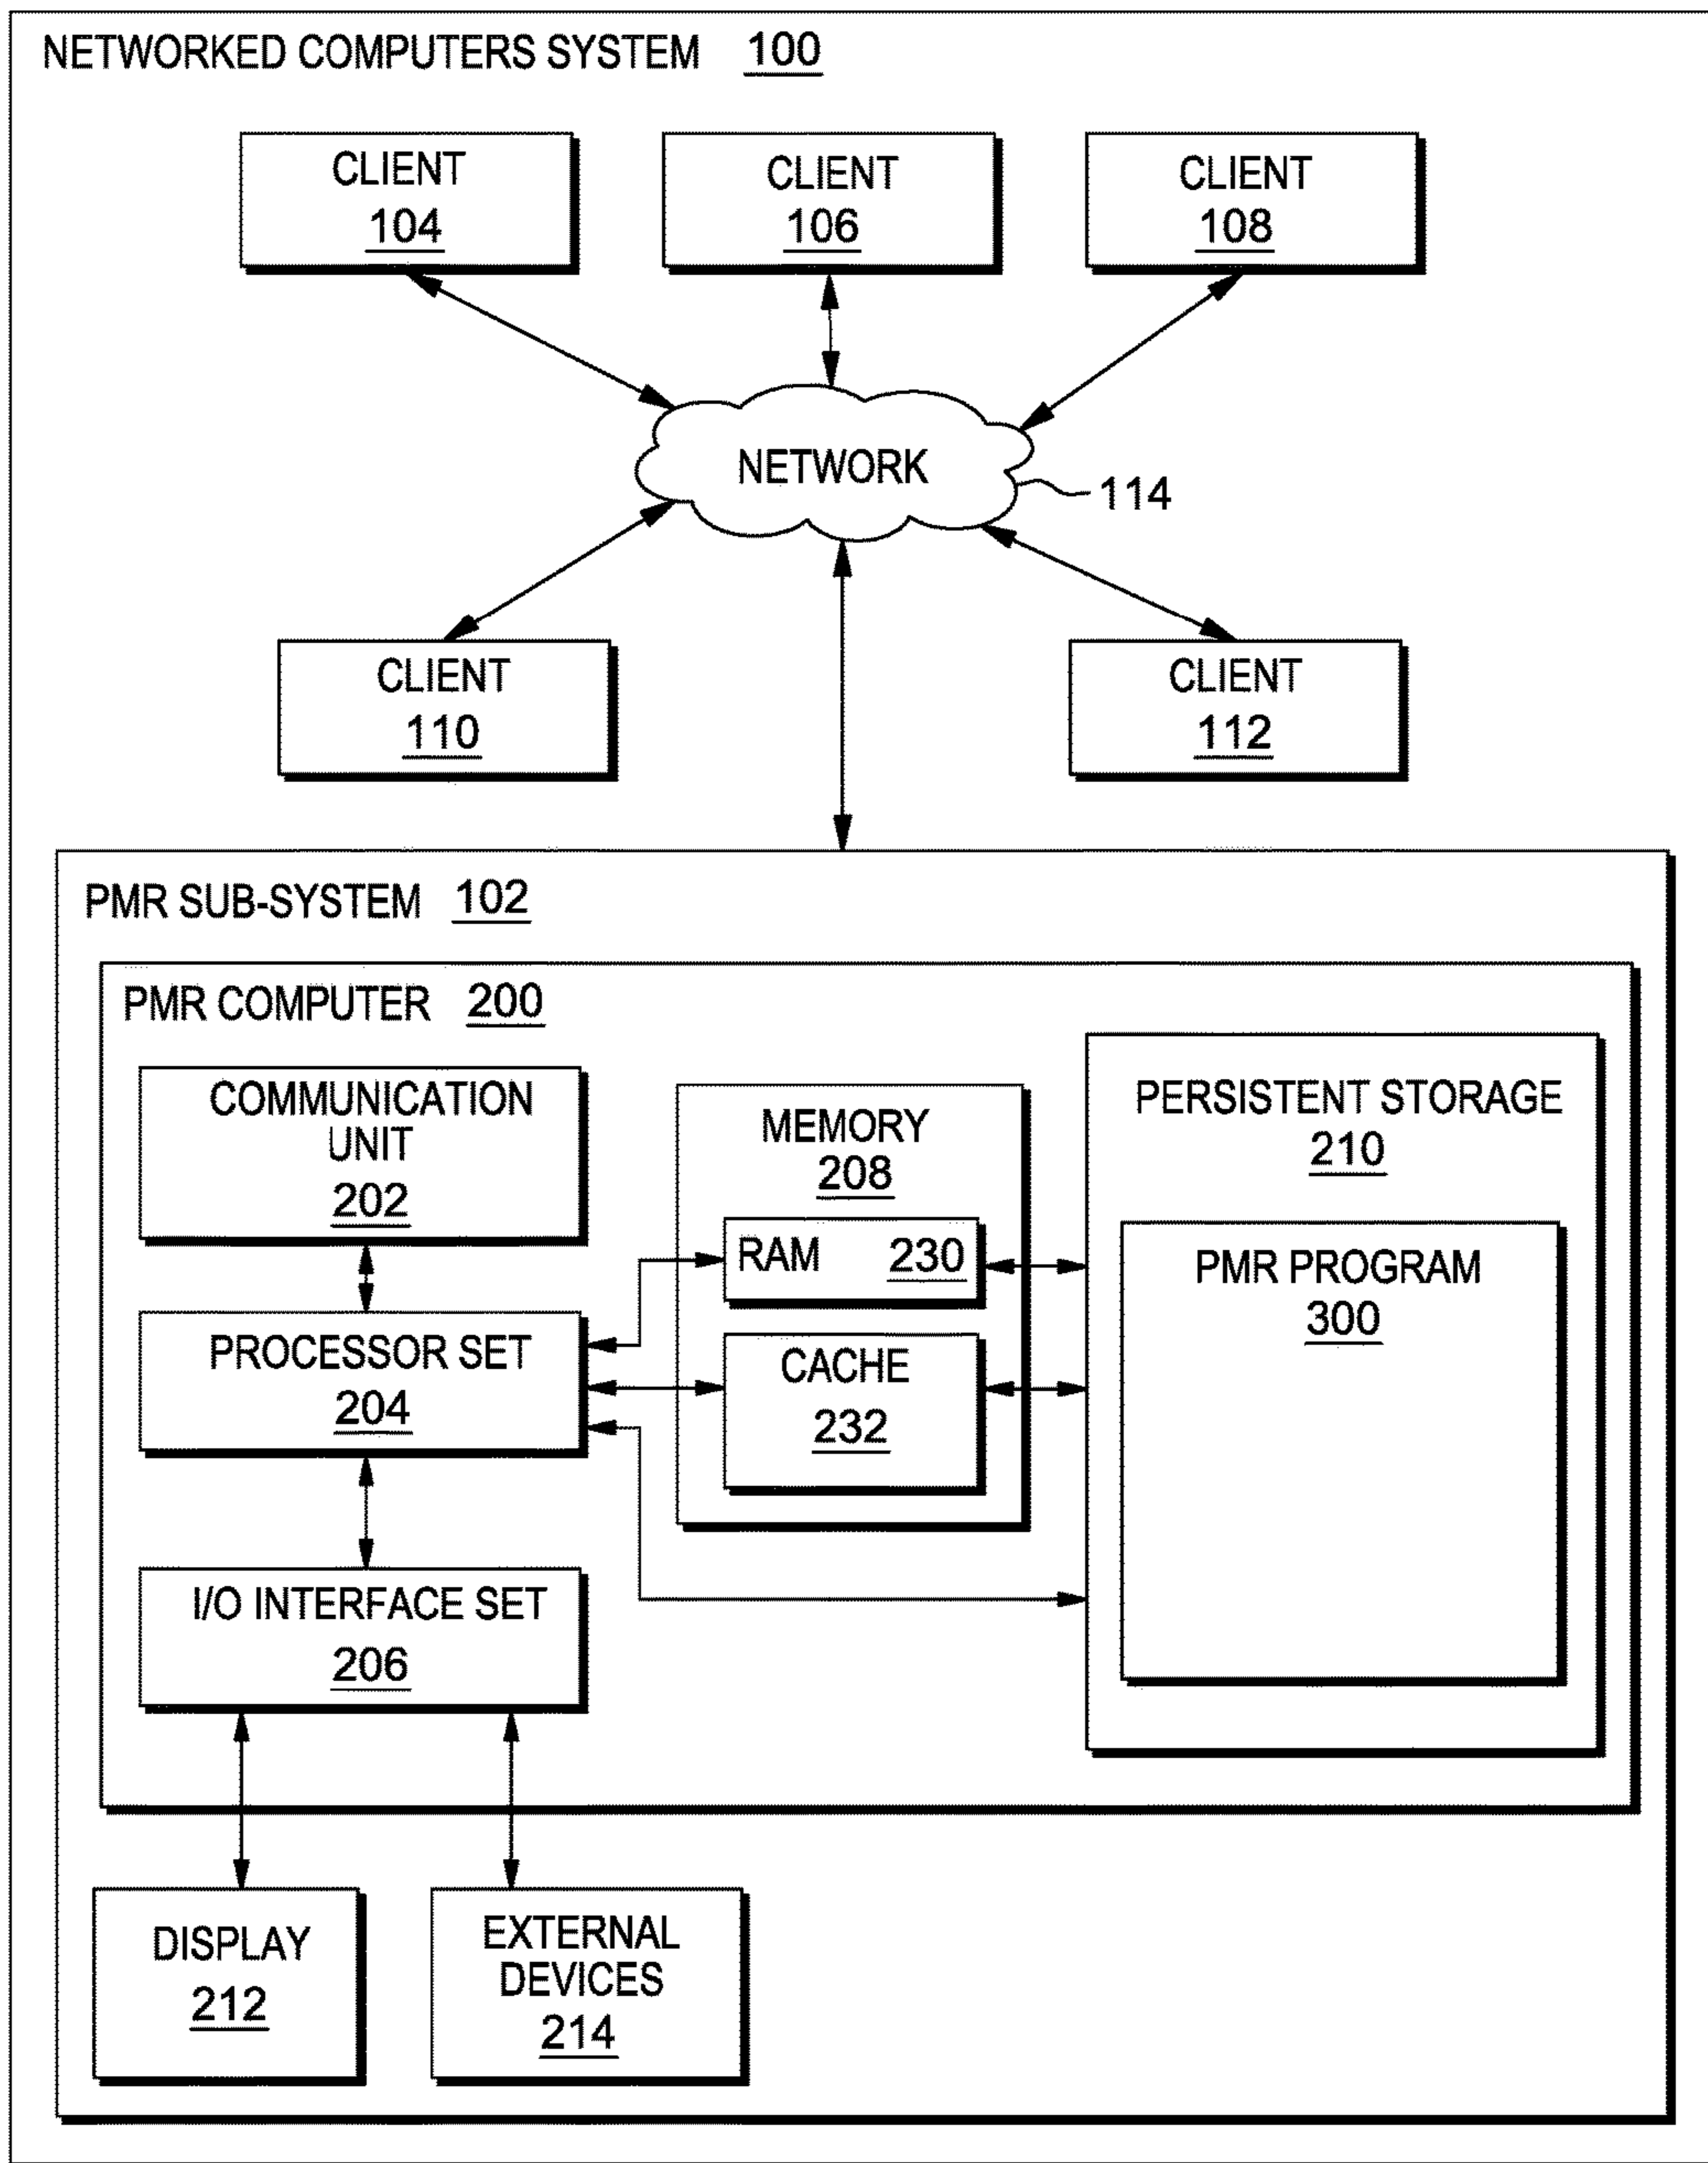 NETWORKED COMPUTERS SYSTEM 100
CLIENT
104
CLIENT
106
CLIENT
108
NETWORK
114
CLIENT
110
CLIENT
112
PMR SUB-SYSTEM 102
PMR COMPUTER 200
COMMUNICATION
UNIT
202
PROCESSOR SET
204
I/O INTERFACE SET
206
MEMORY
208
RAM 230
CACHE
232
PERSISTENT STORAGE
210
PMR PROGRAM
300
DISPLAY
212
EXTERNAL
DEVICES
214